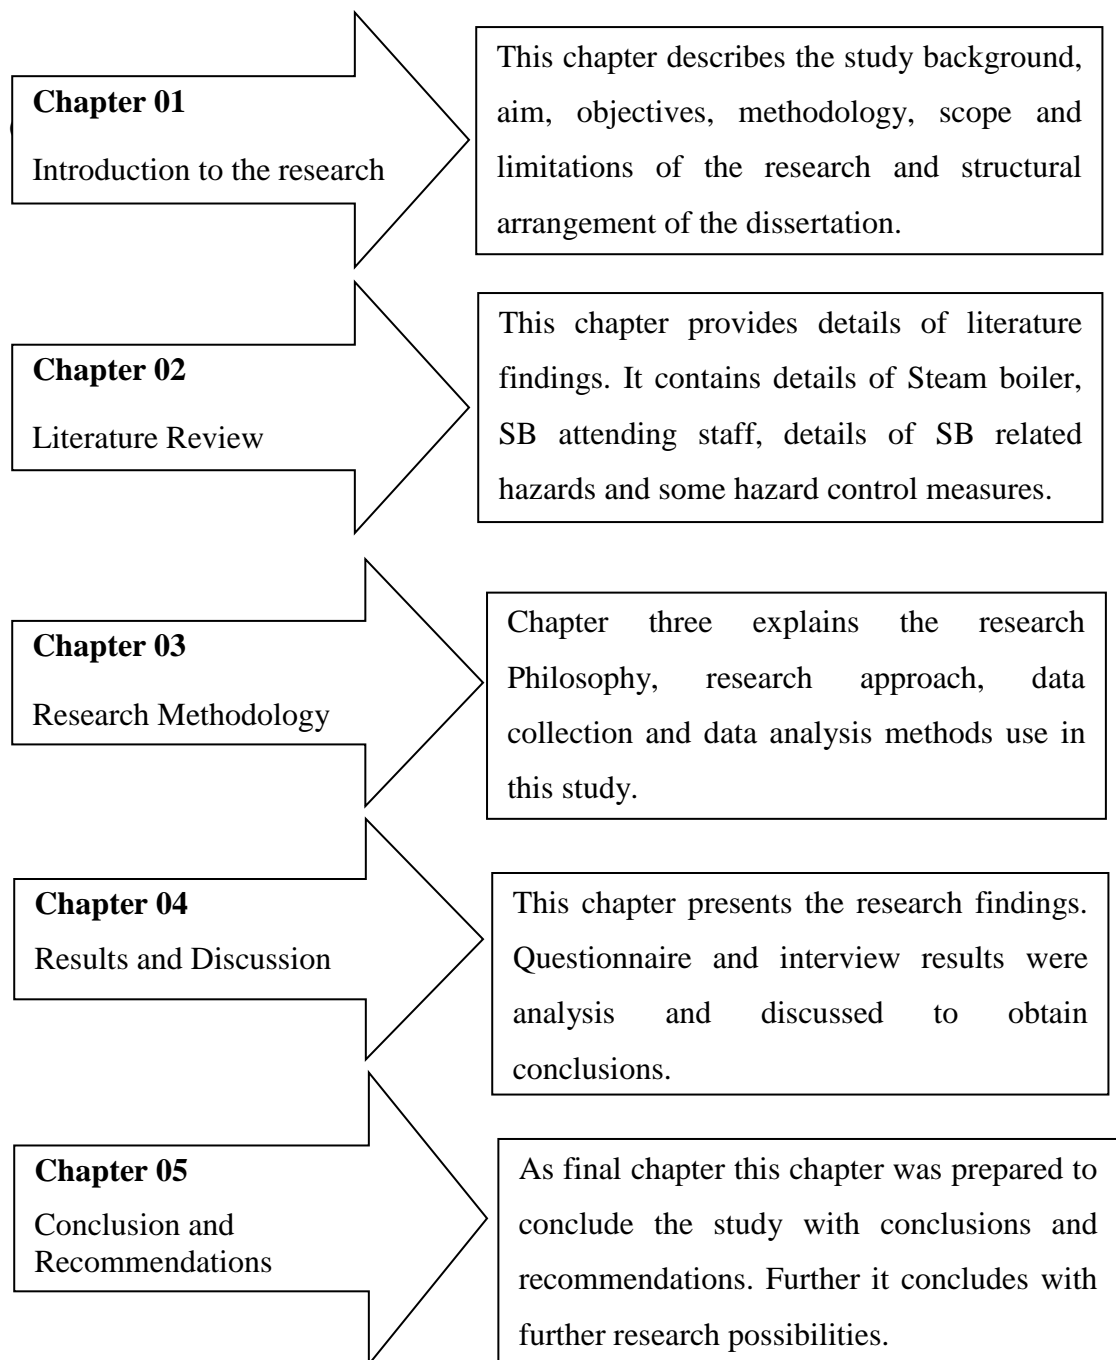 Chapter 01
Introduction to the research
This chapter describes the study background,
aim, objectives, methodology, scope and
limitations of the research and structural
arrangement of the dissertation.
Chapter 02
Literature Review
This chapter provides details of literature
findings. It contains details of Steam boiler,
SB attending staff, details of SB related
hazards and some hazard control measures.
Chapter 03
Research Methodology
Chapter three explains the research
Philosophy, research approach, data
collection and data analysis methods use in
this study.
Chapter 04
Results and Discussion
This chapter presents the research findings.
Questionnaire and interview results were
analysis and discussed to obtain
conclusions.
Chapter 05
Conclusion and
Recommendations
As final chapter this chapter was prepared to
conclude the study with conclusions and
recommendations. Further it concludes with
further research possibilities.